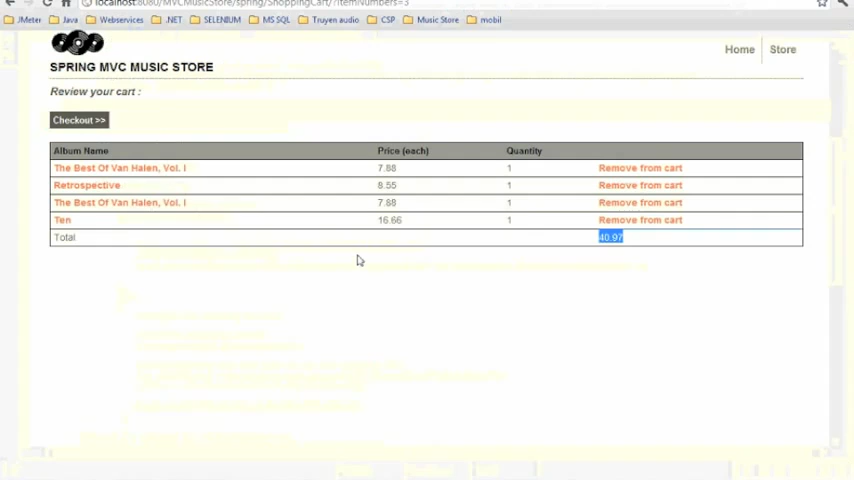 localhost:8080/MVCMusicStore/spring/ShoppingCart/?itemNumbers=3
JMeter Java Webservices .NET SELENIUM MS SQL Truyen audio CSP Music Store mobil
Home Store
SPRING MVC MUSIC STORE
Review your cart :
Checkout >>
Album Name Price (each) Quantity
The Best Of Van Halen, Vol. I 7.88 1 Remove from cart
Retrospective 8.55 1 Remove from cart
The Best Of Van Halen, Vol. I 7.88 1 Remove from cart
Ten 16.66 1 Remove from cart
Total 40.97